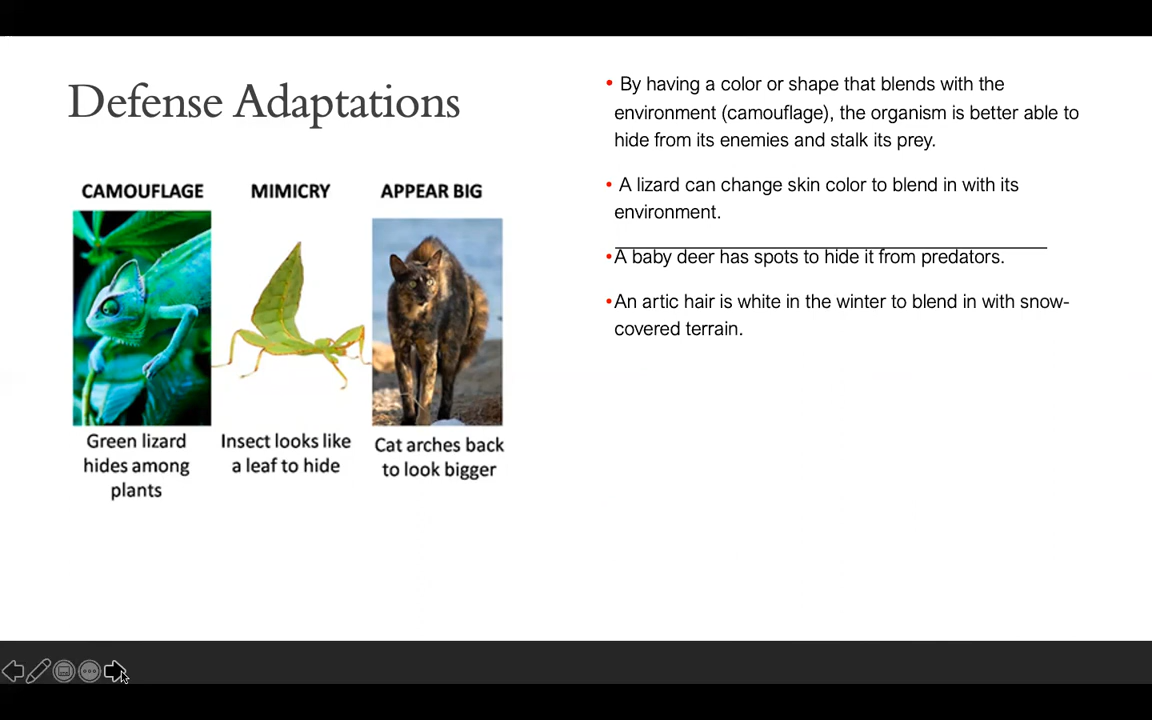 Defense Adaptations
CAMOUFLAGE
MIMICRY
APPEAR BIG
Green lizard
hides among
plants
Insect looks like
a leaf to hide
Cat arches back
to look bigger
• By having a color or shape that blends with the
environment (camouflage), the organism is better able to
hide from its enemies and stalk its prey.
• A lizard can change skin color to blend in with its
environment.
•A baby deer has spots to hide it from predators.
•An artic hair is white in the winter to blend in with snow-
covered terrain.